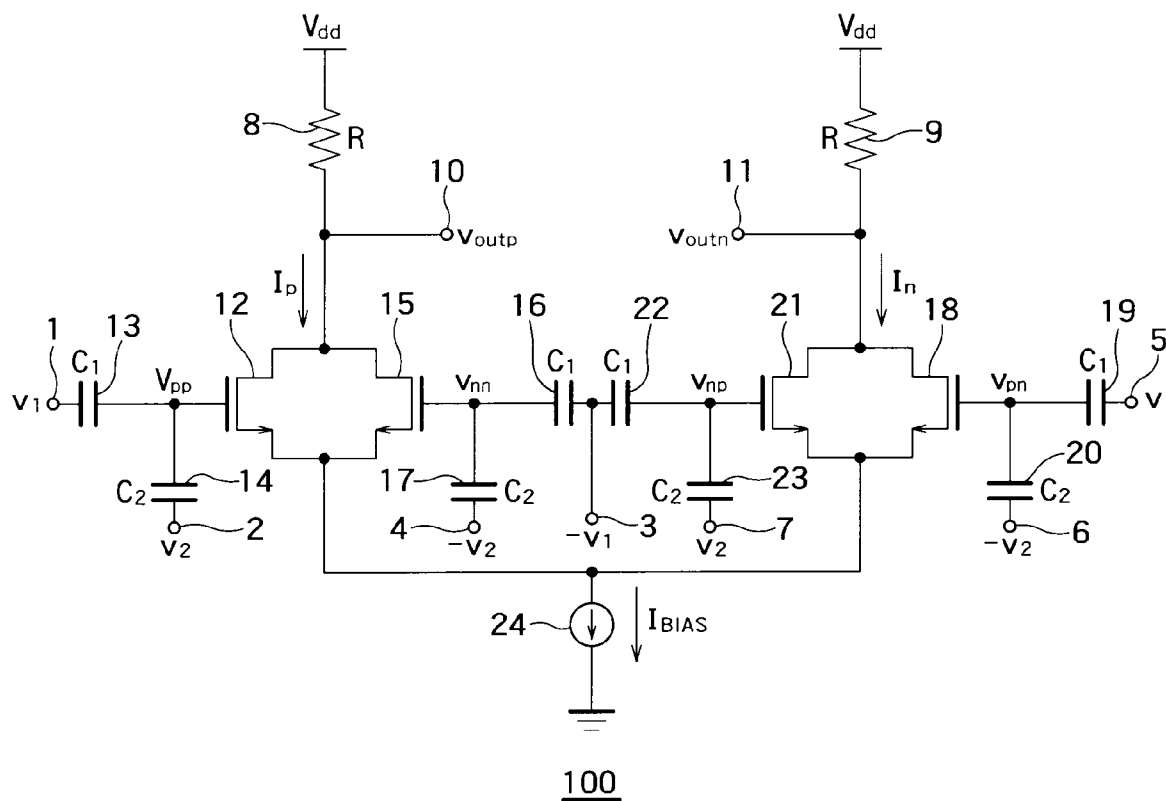 Vdd Vdd
8 R R 9
10 11
voutp voutn
Ip In
12 15 16 22 21 18 19
1 13 5
C1 C1 C1 C1
v1 Vpp vnn vnp vpn v
14 17 23 20
C2 C2 C2 C2
2 4 3 7 6
v2 -v2 -v1 v2 -v2
24 IBIAS
100